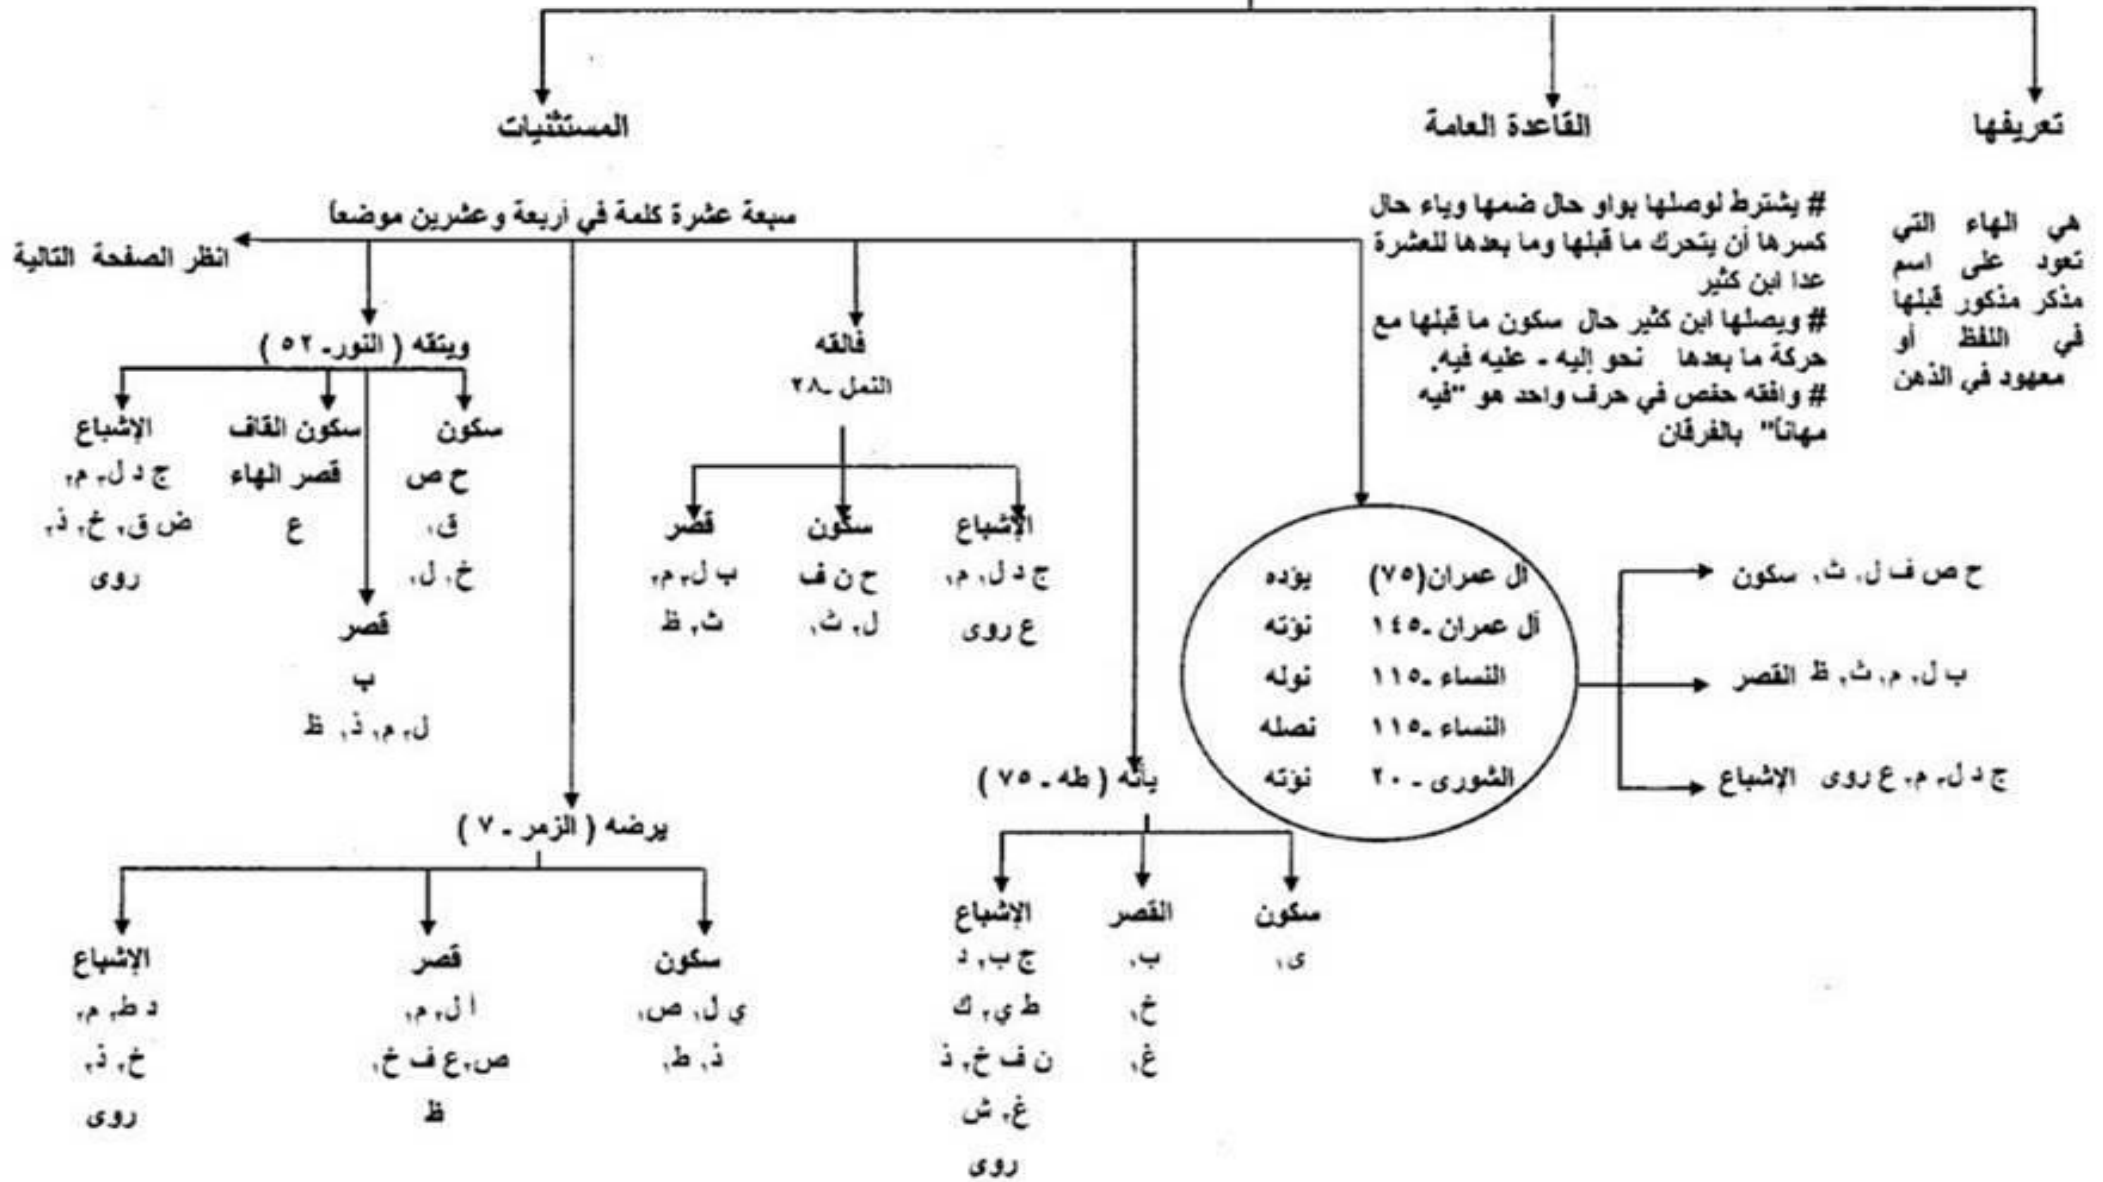 تعريفها
القاعدة العامة
المستثنيات
هي الهاء التي
تعود على اسم
مذكر مذكور قبلها
في اللفظ أو
معهود في الذهن
# يشترط لوصلها بواو حال ضمها وياء حال
كسرها أن يتحرك ما قبلها وما بعدها للعشرة
عدا ابن كثير
# ويصلها ابن كثير حال سكون ما قبلها مع
حركة ما بعدها نحو إليه - عليه فيه.
# وافقه حفص في حرف واحد هو "فيه
مهانا" بالفرقان
سبعة عشرة كلمة في أربعة وعشرين موضعاً
انظر الصفحة التالية
آل عمران(٧٥) يؤده
آل عمران-١٤٥ نؤته
النساء-١١٥ نوله
النساء-١١٥ نصله
الشورى-٢٠ نؤته
ح ص ف ل, ث, سكون
ب ل, م, ث, ظ القصر
ج د ل, م, ع روى الإشباع
يأته ( طه - ٧٥ )
سكون
ى,
القصر
ب,
خ,
غ,
الإشباع
ج ب, د
ط ي, ك
ن ف خ, ذ
غ, ش
روى
فالقه
النمل-٢٨
الإشباع
ج د ل, م,
ع روى
سكون
ح ن ف
ل, ث,
قصر
ب ل, م,
ث, ظ
يرضه ( الزمر - ٧ )
سكون
ي ل, ص,
ذ, ط,
قصر
أ ل, م,
ص, ع ف خ,
ظ
الإشباع
د ط, م,
خ, ذ,
روى
ويتقه ( النور- ٥٢ )
سكون
ح ص
ق,
خ, ل,
قصر
ب
ل, م, ذ, ظ
سكون القاف
قصر الهاء
ع
الإشباع
ج د ل, م,
ض ق, خ, ذ,
روى